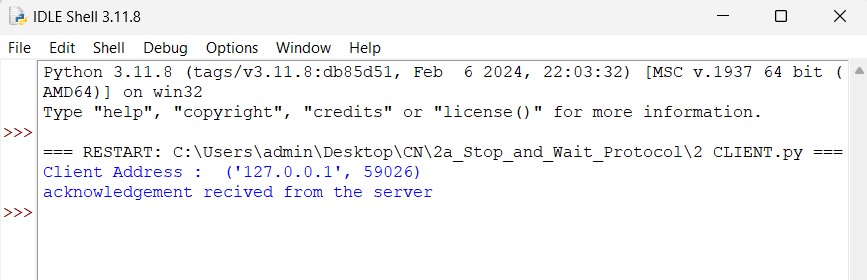 IDLE Shell 3.11.8
File Edit Shell Debug Options Window Help
Python 3.11.8 (tags/v3.11.8:db85d51, Feb  6 2024, 22:03:32) [MSC v.1937 64 bit (
AMD64)] on win32
Type "help", "copyright", "credits" or "license()" for more information.
>>>
=== RESTART: C:\Users\admin\Desktop\CN\2a_Stop_and_Wait_Protocol\2 CLIENT.py ===
Client Address :  ('127.0.0.1', 59026)
acknowledgement recived from the server
>>>